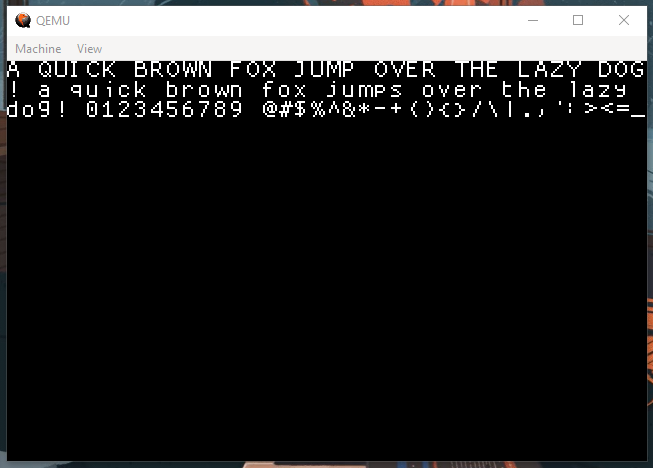 QEMU
Machine View
A QUICK BROWN FOX JUMP OVER THE LAZY DOG
! a quick brown fox jumps over the lazy
dog! 0123456789 @#$%^&*-+(){}/\|.,':><=_